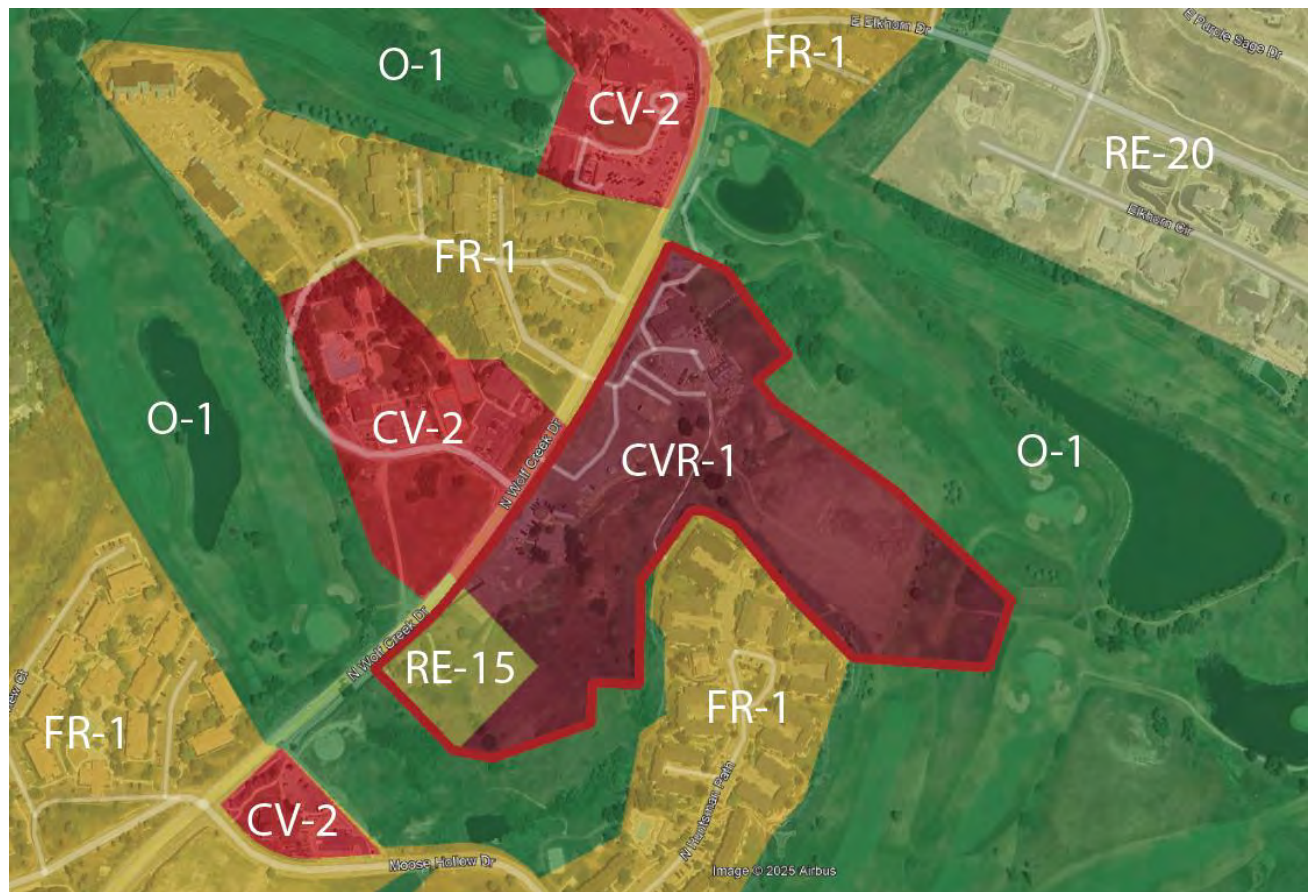 E Elkhorn Dr
E Purple Sage Dr
O-1
FR-1
CV-2
RE-20
Elkhorn Cir
FR-1
O-1
CV-2
N Wolf Creek Dr
CVR-1
O-1
N Wolf Creek Dr
RE-15
FR-1
FR-1
CV-2
Moose Hollow Dr
N Huntsman Path
Image © 2025 Airbus